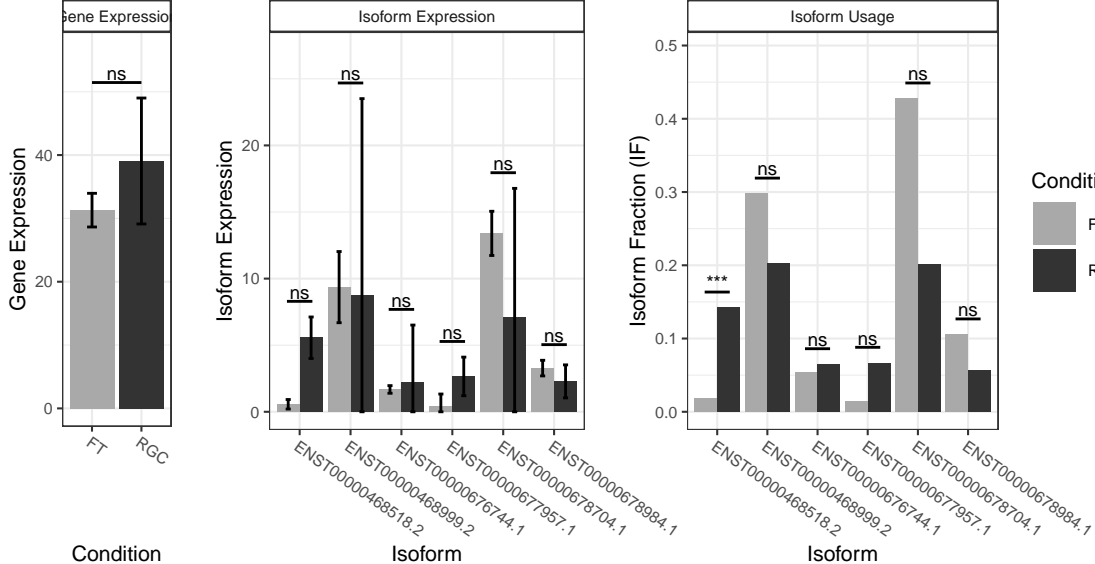 Gene Expression
Isoform Expression
Isoform Usage
Gene Expression
40
20
0
ns
FT
RGC
Condition
Isoform Expression
20
10
0
ns
ns
ns
ns
ns
ns
ENST00000468518.2
ENST00000468999.2
ENST00000676744.1
ENST00000677957.1
ENST00000678704.1
ENST00000678984.1
Isoform
Isoform Fraction (IF)
0.5
0.4
0.3
0.2
0.1
0.0
***
ns
ns
ns
ns
ns
ENST00000468518.2
ENST00000468999.2
ENST00000676744.1
ENST00000677957.1
ENST00000678704.1
ENST00000678984.1
Isoform
Conditi